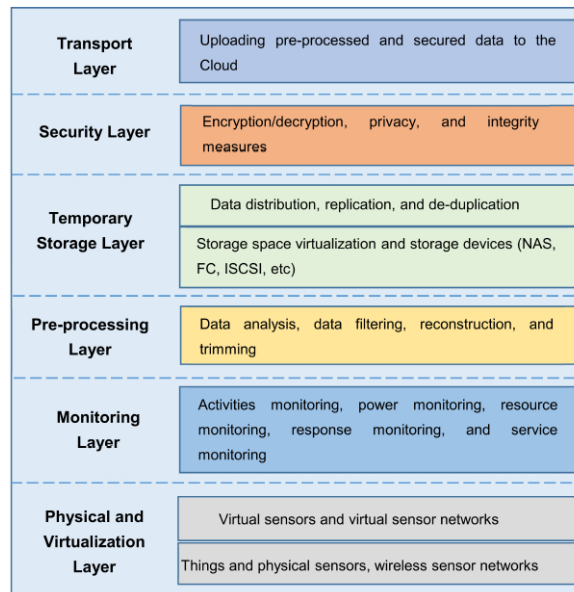 Transport
Layer
Uploading pre-processed and secured data to the
Cloud
Security Layer
Encryption/decryption, privacy, and integrity
measures
Temporary
Storage Layer
Data distribution, replication, and de-duplication
Storage space virtualization and storage devices (NAS,
FC, ISCSI, etc)
Pre-processing
Layer
Data analysis, data filtering, reconstruction, and
trimming
Monitoring
Layer
Activities monitoring, power monitoring, resource
monitoring, response monitoring, and service
monitoring
Physical and
Virtualization
Layer
Virtual sensors and virtual sensor networks
Things and physical sensors, wireless sensor networks